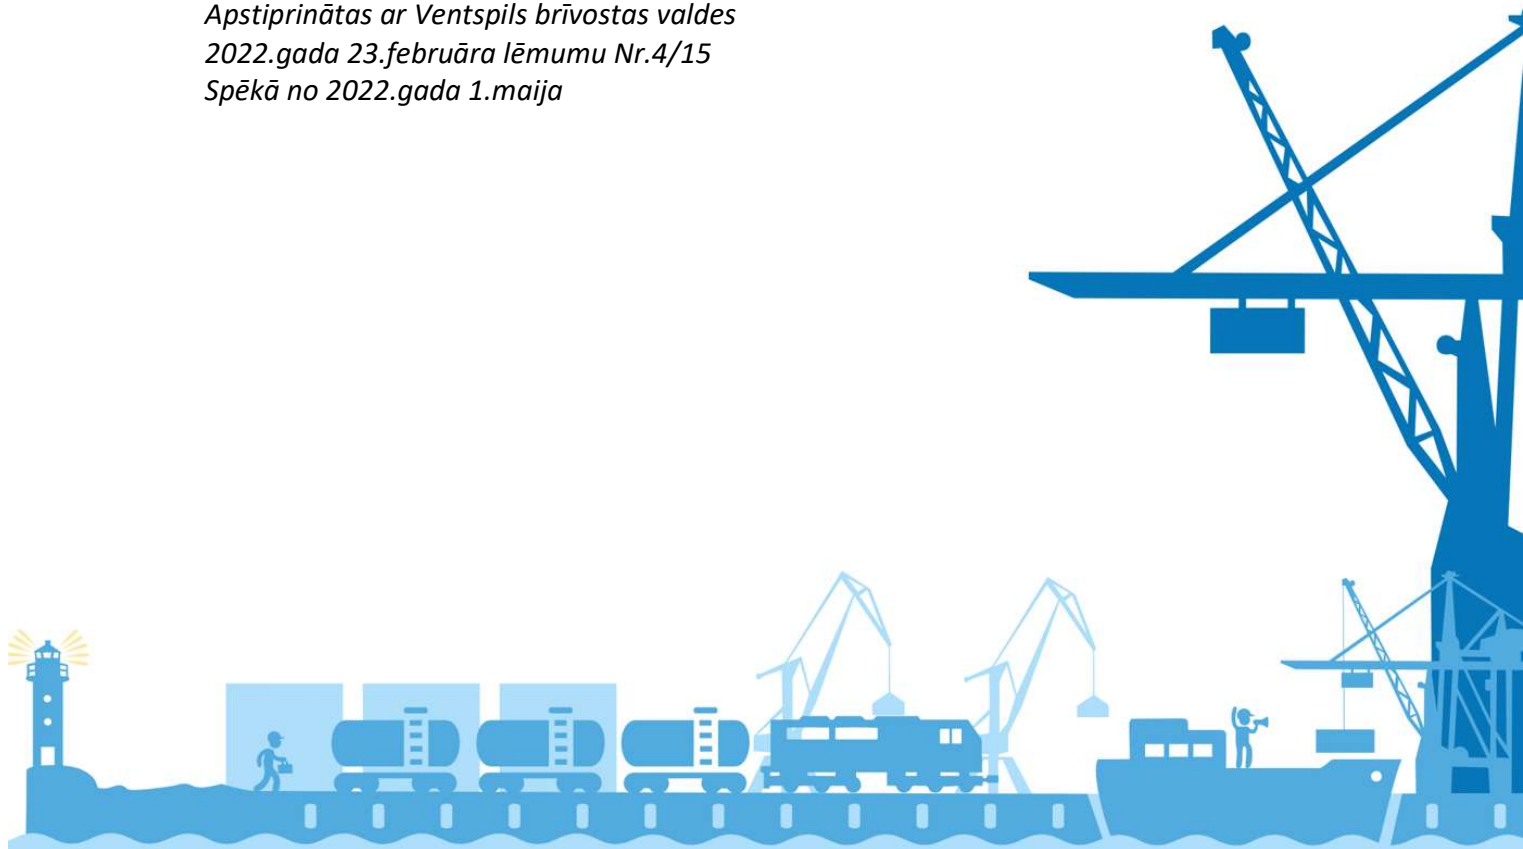 Apstiprinātas ar Ventspils brīvostas valdes
2022.gada 23.februāra lēmumu Nr.4/15
Spēkā no 2022.gada 1.maija